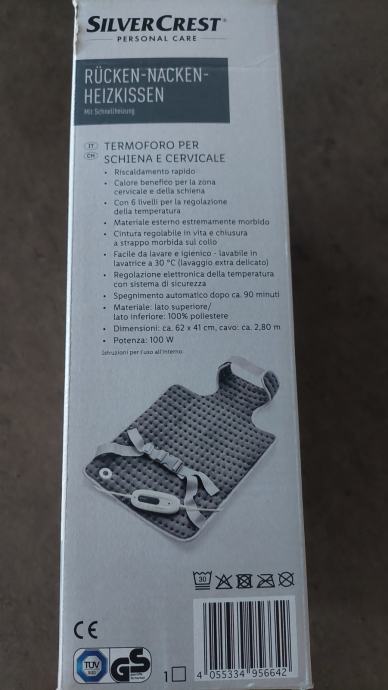 SILVERCREST®
PERSONAL CARE
RÜCKEN-NACKEN-
HEIZKISSEN
Mit Schnellheizung
IT CH TERMOFORO PER
SCHIENA E CERVICALE
• Riscaldamento rapido
• Calore benefico per la zona
cervicale e della schiena
• Con 6 livelli per la regolazione
della temperatura
• Materiale esterno estremamente morbido
• Cintura regolabile in vita e chiusura
a strappo morbida sul collo
• Facile da lavare e igienico - lavabile in
lavatrice a 30 °C (lavaggio extra delicato)
• Regolazione elettronica della temperatura
con sistema di sicurezza
• Spegnimento automatico dopo ca. 90 minuti
• Materiale: lato superiore/
lato inferiore: 100% poliestere
• Dimensioni: ca. 62 x 41 cm, cavo: ca. 2,80 m
• Potenza: 100 W
Istruzioni per l'uso all'interno.
30
CE
TÜV
SÜD
GS
1
4 055334 956642